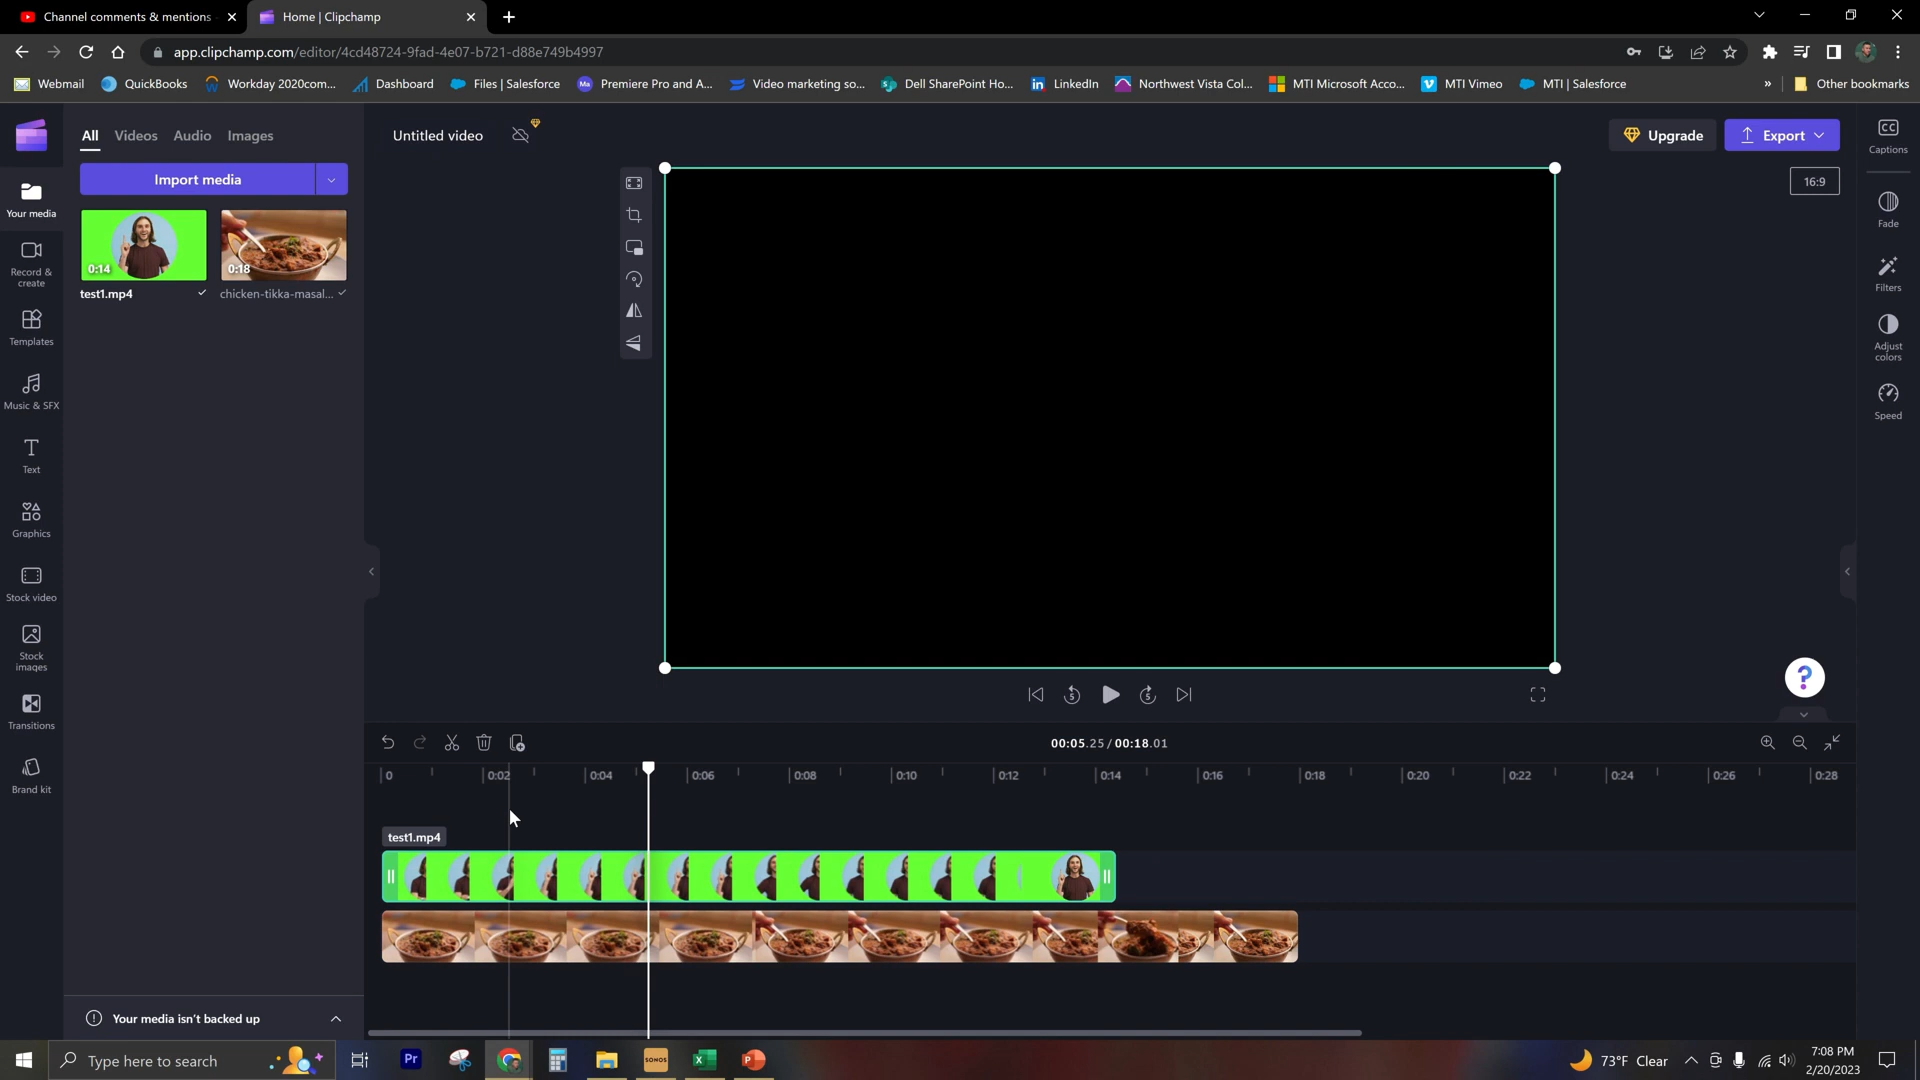 Channel comments & mentions
Home | Clipchamp
app.clipchamp.com/editor/4cd48724-9fad-4e07-b721-d88e749b4997
Webmail
QuickBooks
Workday 2020com...
Dashboard
Files | Salesforce
Ma
Premiere Pro and A...
Video marketing so...
Dell SharePoint Ho...
in
LinkedIn
Northwest Vista Col...
MTI Microsoft Acco...
MTI Vimeo
MTI | Salesforce
»
Other bookmarks
All
Videos
Audio
Images
Untitled video
Upgrade
Export
CC
Captions
Import media
16:9
Your media
Fade
0:14
0:18
Record &
create
test1.mp4
chicken-tikka-masal...
Filters
Templates
Adjust
colors
Music & SFX
Speed
T
Text
Graphics
Stock video
Stock
images
?
5
5
Transitions
00:05.25 / 00:18.01
0
0:02
0:04
0:06
0:08
0:10
0:12
0:14
0:16
0:18
0:20
0:22
0:24
0:26
0:28
Brand kit
test1.mp4
Your media isn't backed up
Type here to search
Pr
SONOS
73°F Clear
7:08 PM
2/20/2023